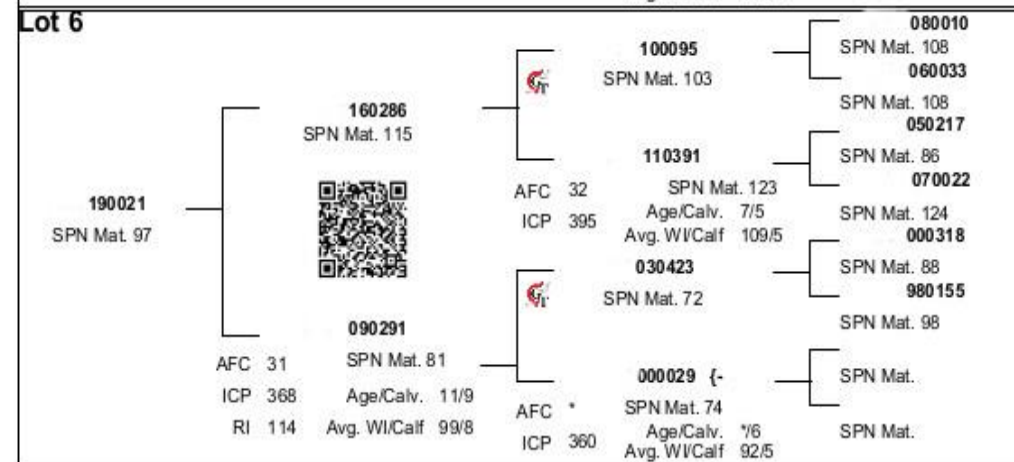 Lot 6
080010
100095
SPN Mat. 108
SPN Mat. 103
060033
160286
SPN Mat. 108
SPN Mat. 115
050217
110391
SPN Mat. 86
AFC 32 SPN Mat. 123
070022
190021
ICP 395 Age/Calv. 7/5
SPN Mat. 124
SPN Mat. 97
Avg. WI/Calf 109/5
000318
030423
SPN Mat. 88
SPN Mat. 72
980155
090291
SPN Mat. 98
AFC 31 SPN Mat. 81
000029 {-
SPN Mat.
ICP 368 Age/Calv. 11/9
AFC * SPN Mat. 74
RI 114 Avg. WI/Calf 99/8
Age/Calv. */6
SPN Mat.
ICP 360 Avg. WI/Calf 92/5